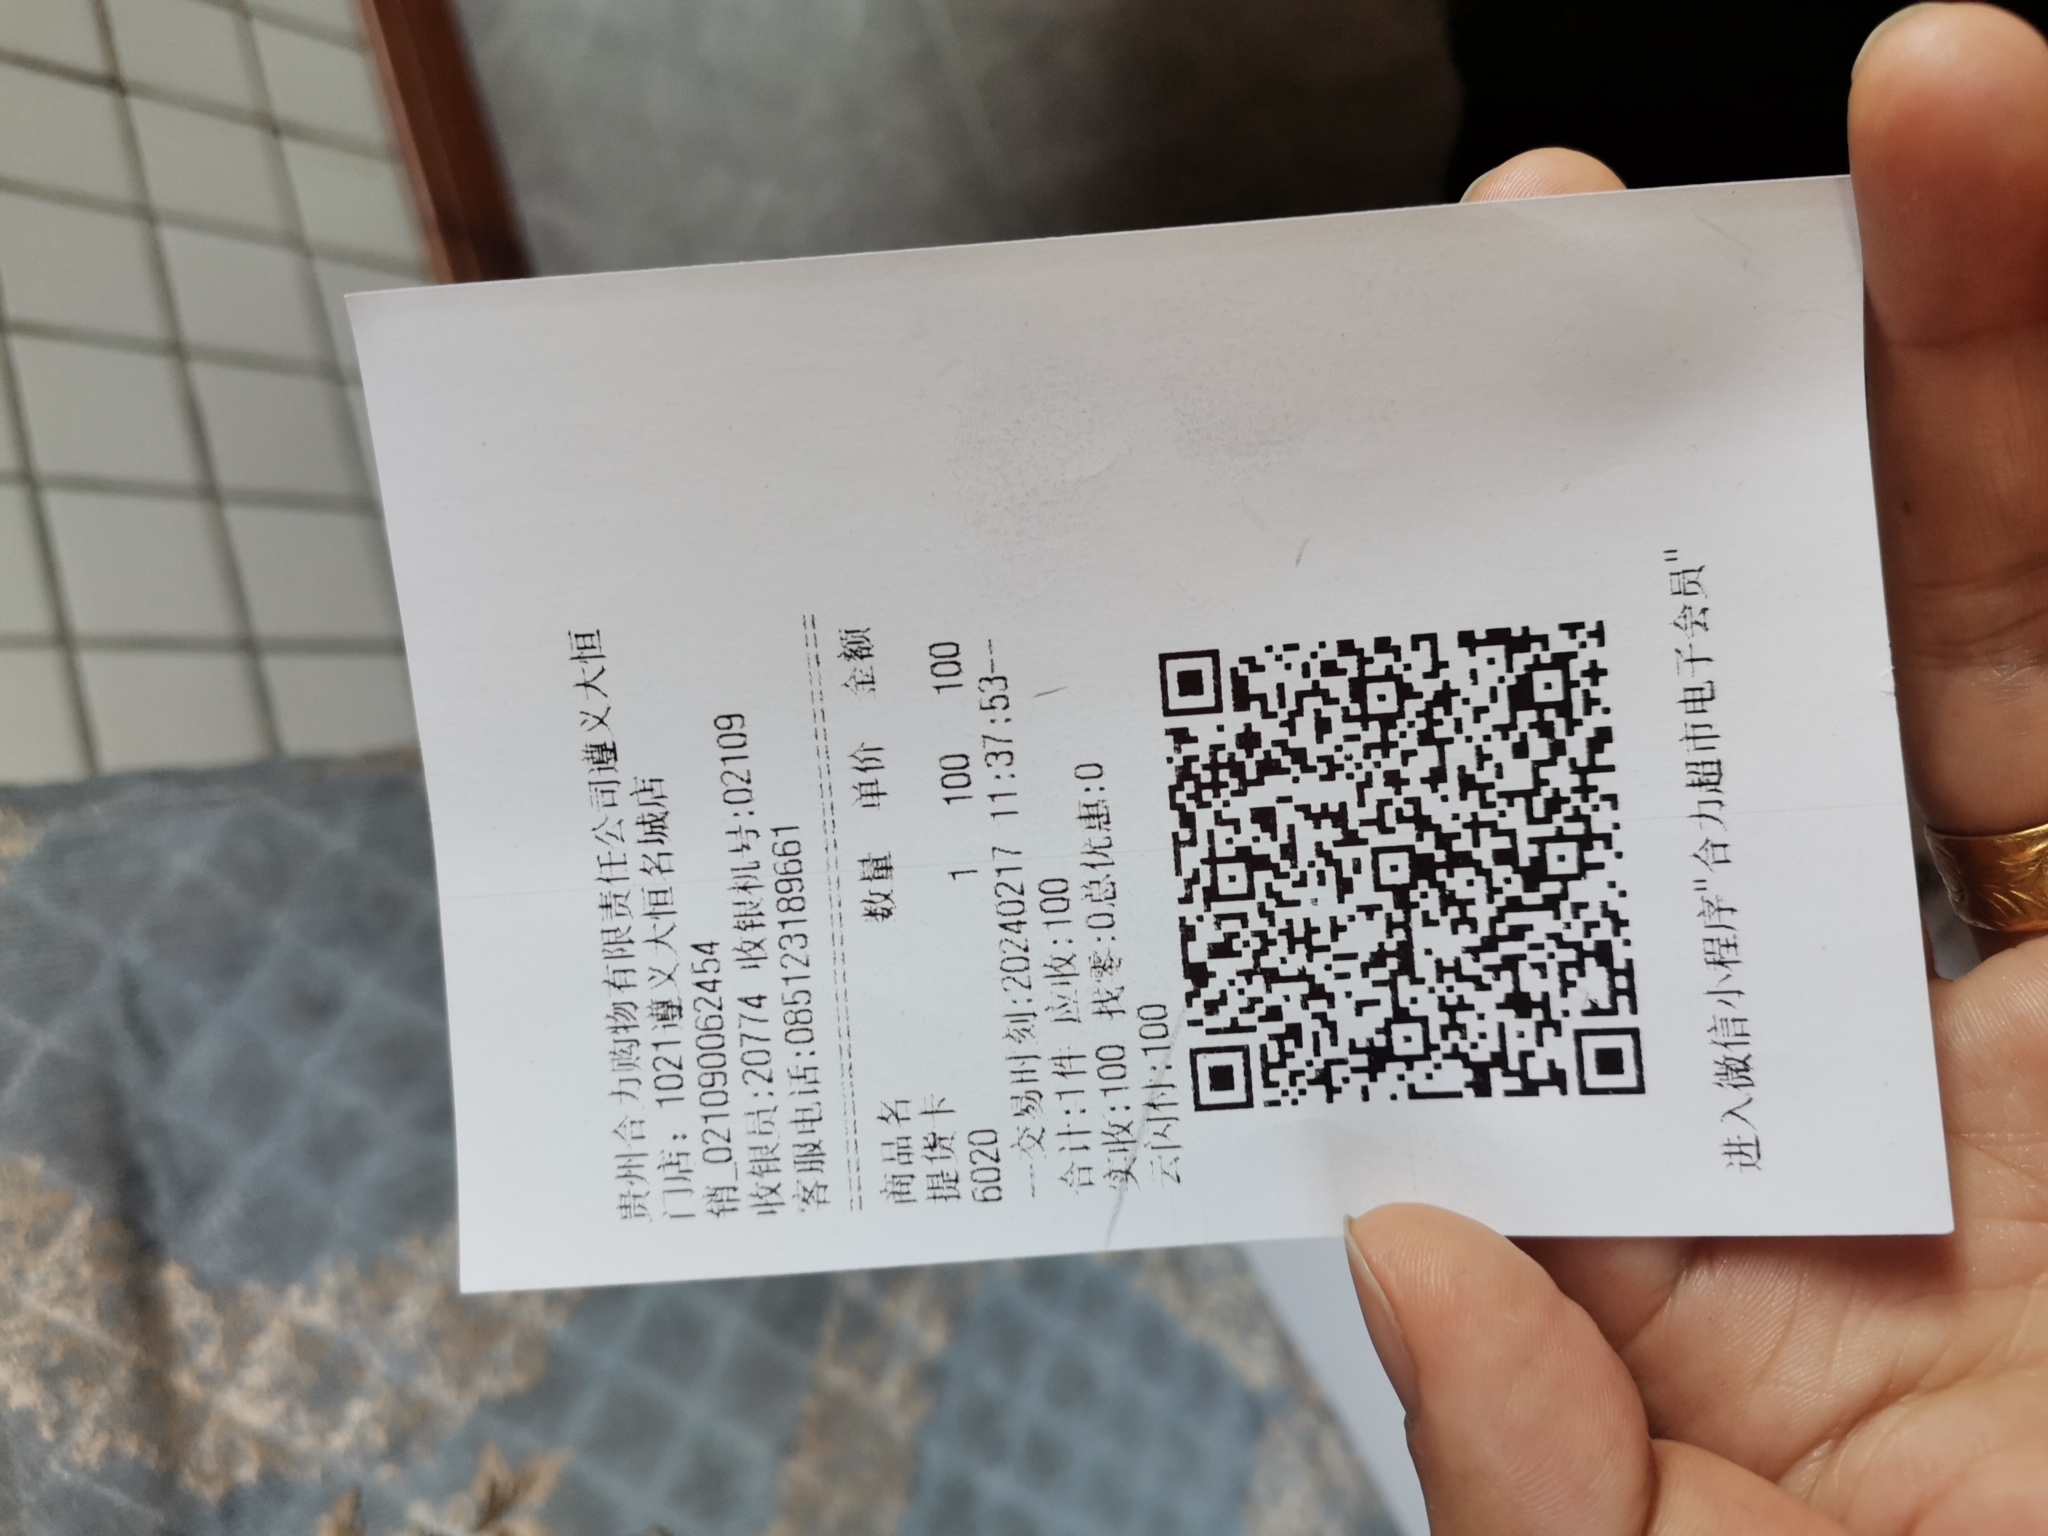 贵州合力购物有限责任公司遵义大恒
门店: 1021遵义大恒名城店
销_021090062454
收银员:20774 收银机号:02109
客服电话:085123189661
商品名 数量 单价 金额
提货卡
6020 1 100 100
---交易时刻:20240217 11:37:53--
合计:1件 应收:100
实收:100 找零:0总优惠:0
云闪付:100
进入微信小程序"合力超市电子会员"